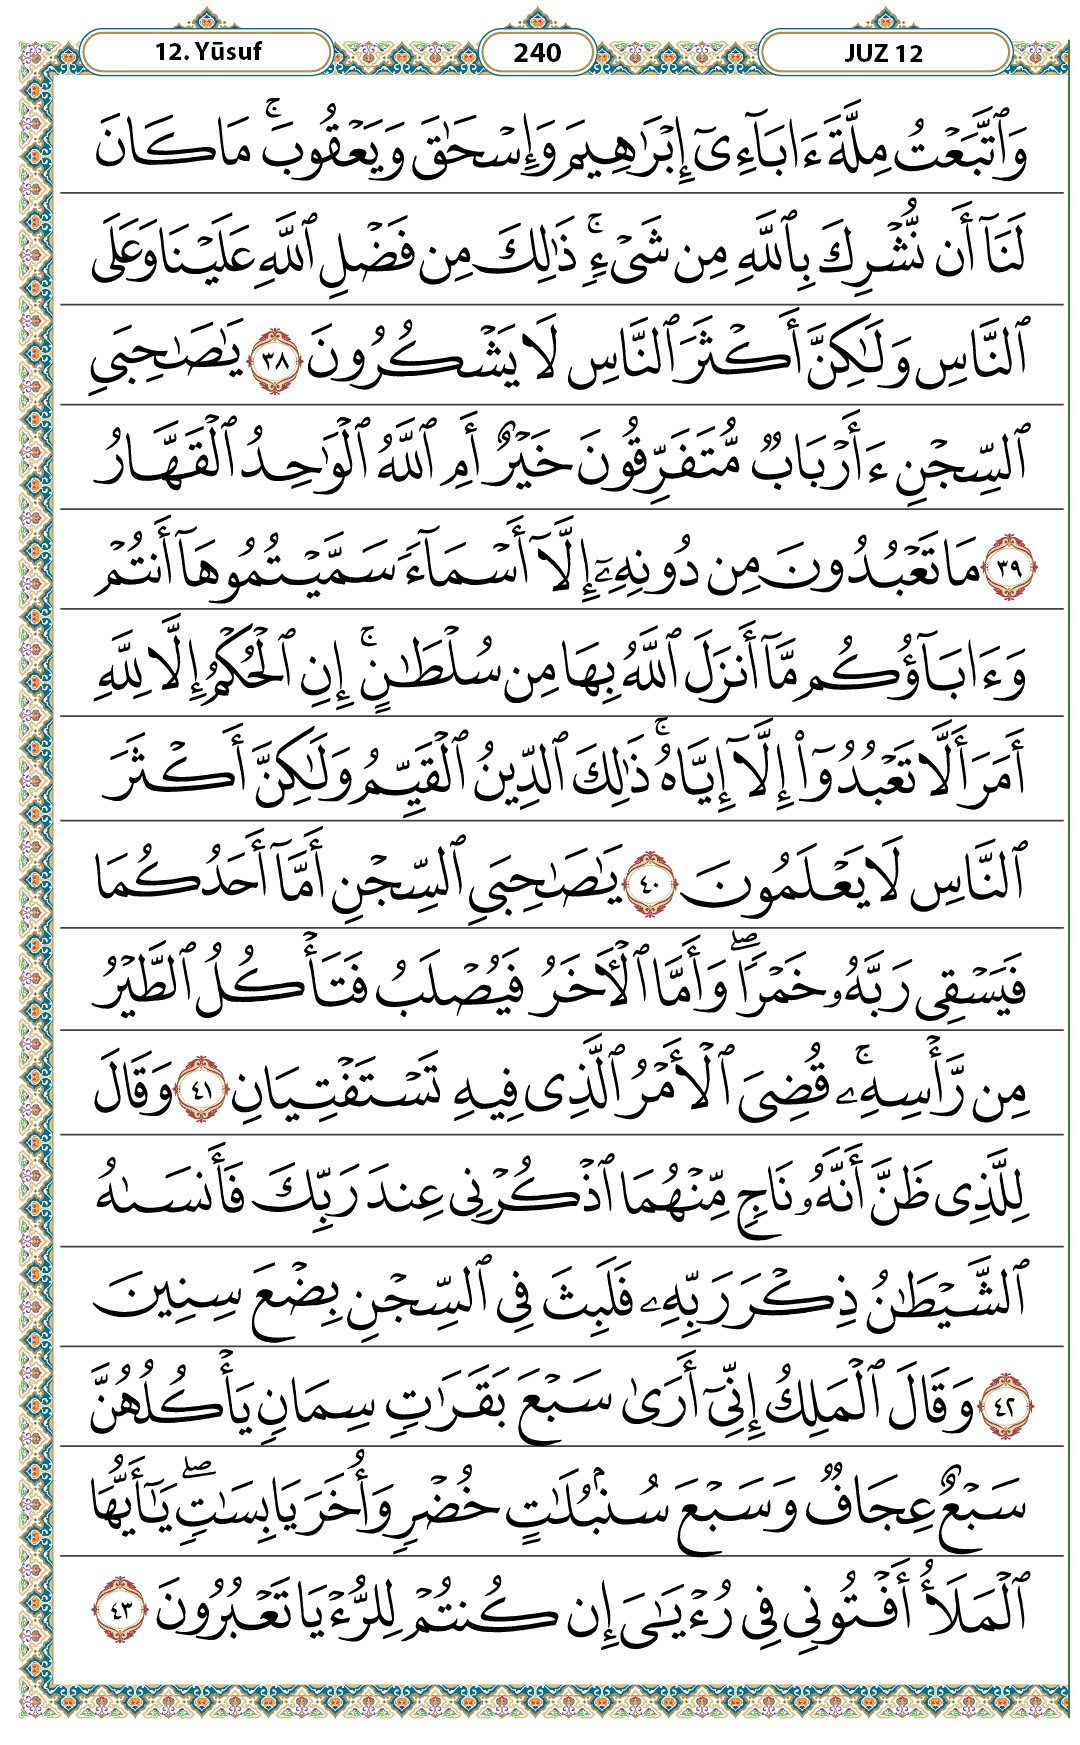 12. Yūsuf
240
JUZ 12
وَٱتَّبَعْتُ مِلَّةَ ءَابَآءِىٓ إِبْرَٰهِيمَ وَإِسْحَٰقَ وَيَعْقُوبَ ۚ مَا كَانَ
لَنَآ أَن نُّشْرِكَ بِٱللَّهِ مِن شَىْءٍ ۚ ذَٰلِكَ مِن فَضْلِ ٱللَّهِ عَلَيْنَا وَعَلَى
ٱلنَّاسِ وَلَٰكِنَّ أَكْثَرَ ٱلنَّاسِ لَا يَشْكُرُونَ ٣٨ يَٰصَٰحِبَىِ
ٱلسِّجْنِ ءَأَرْبَابٌ مُّتَفَرِّقُونَ خَيْرٌ أَمِ ٱللَّهُ ٱلْوَٰحِدُ ٱلْقَهَّارُ
٣٩ مَا تَعْبُدُونَ مِن دُونِهِۦٓ إِلَّآ أَسْمَآءً سَمَّيْتُمُوهَآ أَنتُمْ
وَءَابَآؤُكُم مَّآ أَنزَلَ ٱللَّهُ بِهَا مِن سُلْطَٰنٍ ۚ إِنِ ٱلْحُكْمُ إِلَّا لِلَّهِ
أَمَرَ أَلَّا تَعْبُدُوٓا۟ إِلَّآ إِيَّاهُ ۚ ذَٰلِكَ ٱلدِّينُ ٱلْقَيِّمُ وَلَٰكِنَّ أَكْثَرَ
ٱلنَّاسِ لَا يَعْلَمُونَ ٤٠ يَٰصَٰحِبَىِ ٱلسِّجْنِ أَمَّآ أَحَدُكُمَا
فَيَسْقِى رَبَّهُۥ خَمْرًا ۖ وَأَمَّا ٱلْءَاخَرُ فَيُصْلَبُ فَتَأْكُلُ ٱلطَّيْرُ
مِن رَّأْسِهِۦ ۚ قُضِىَ ٱلْأَمْرُ ٱلَّذِى فِيهِ تَسْتَفْتِيَانِ ٤١ وَقَالَ
لِلَّذِى ظَنَّ أَنَّهُۥ نَاجٍ مِّنْهُمَا ٱذْكُرْنِى عِندَ رَبِّكَ فَأَنسَىٰهُ
ٱلشَّيْطَٰنُ ذِكْرَ رَبِّهِۦ فَلَبِثَ فِى ٱلسِّجْنِ بِضْعَ سِنِينَ
٤٢ وَقَالَ ٱلْمَلِكُ إِنِّىٓ أَرَىٰ سَبْعَ بَقَرَٰتٍ سِمَانٍ يَأْكُلُهُنَّ
سَبْعٌ عِجَافٌ وَسَبْعَ سُنۢبُلَٰتٍ خُضْرٍ وَأُخَرَ يَابِسَٰتٍ ۖ يَٰٓأَيُّهَا
ٱلْمَلَأُ أَفْتُونِى فِى رُءْيَٰىَ إِن كُنتُمْ لِلرُّءْيَا تَعْبُرُونَ ٤٣